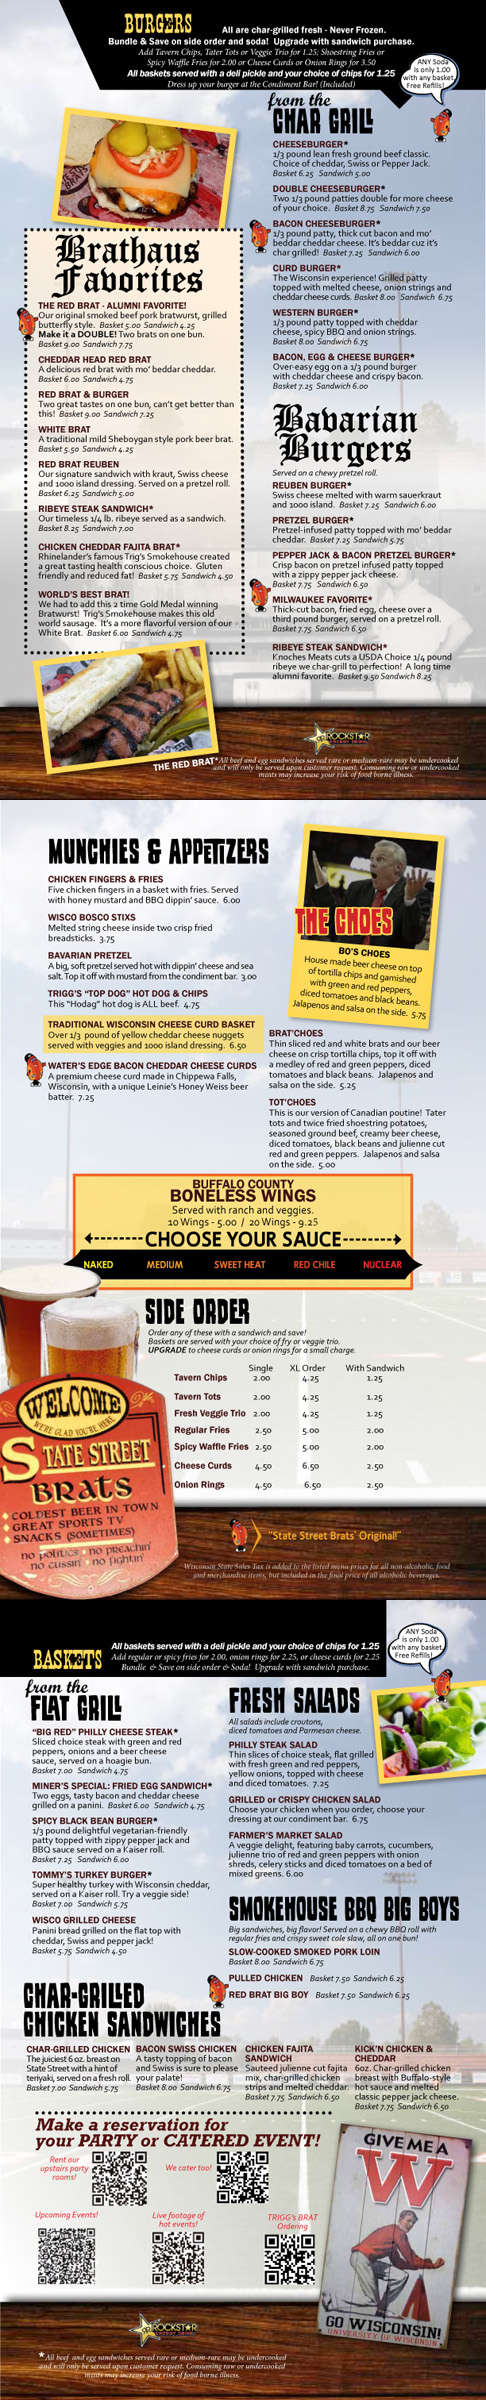 BURGERS
All are char-grilled fresh - Never Frozen.
Bundle & Save on side order and soda! Upgrade with sandwich purchase.
Add Tavern Chips, Tater Tots or Veggie Trio for 1.25; Shoestring Fries or
Spicy Waffle Fries for 2.00 or Cheese Curds or Onion Rings for 3.50
All baskets served with a deli pickle and your choice of chips for 1.25
Dress up your burger at the Condiment Bar! (Included)
ANY Soda
is only 1.00
with any basket.
Free Refills!
from the
CHAR GRILL
CHEESEBURGER*
1/3 pound lean fresh ground beef classic.
Choice of cheddar, Swiss or Pepper Jack.
Basket 6.25 Sandwich 5.00
DOUBLE CHEESEBURGER*
Two 1/3 pound patties double for more cheese
of your choice. Basket 8.75 Sandwich 7.50
BACON CHEESEBURGER*
1/3 pound patty, thick cut bacon and mo'
beddar cheddar cheese. It's beddar cuz it's
char grilled! Basket 7.25 Sandwich 6.00
CURD BURGER*
The Wisconsin experience! Grilled patty
topped with melted cheese, onion strings and
cheddar cheese curds. Basket 8.00 Sandwich 6.75
WESTERN BURGER*
1/3 pound patty topped with cheddar
cheese, spicy BBQ and onion strings.
Basket 8.00 Sandwich 6.75
BACON, EGG & CHEESE BURGER*
Over-easy egg on a 1/3 pound burger
with cheddar cheese and crispy bacon.
Basket 7.25 Sandwich 6.00
Brathaus
Favorites
THE RED BRAT - ALUMNI FAVORITE!
Our original smoked beef pork bratwurst, grilled
butterfly style. Basket 5.00 Sandwich 4.25
Make it a DOUBLE! Two brats on one bun.
Basket 9.00 Sandwich 7.75
CHEDDAR HEAD RED BRAT
A delicious red brat with mo' beddar cheddar.
Basket 6.00 Sandwich 4.75
RED BRAT & BURGER
Two great tastes on one bun, can't get better than
this! Basket 9.00 Sandwich 7.25
WHITE BRAT
A traditional mild Sheboygan style pork beer brat.
Basket 5.50 Sandwich 4.25
RED BRAT REUBEN
Our signature sandwich with kraut, Swiss cheese
and 1000 island dressing. Served on a pretzel roll.
Basket 6.25 Sandwich 5.00
RIBEYE STEAK SANDWICH*
Our timeless 1/4 lb. ribeye served as a sandwich.
Basket 8.25 Sandwich 7.00
CHICKEN CHEDDAR FAJITA BRAT*
Rhinelander's famous Trig's Smokehouse created
a great tasting health conscious choice. Gluten
friendly and reduced fat! Basket 5.75 Sandwich 4.50
WORLD'S BEST BRAT!
We had to add this 2 time Gold Medal winning
Bratwurst! Trig's Smokehouse makes this old
world sausage. It's a more flavorful version of our
White Brat. Basket 6.00 Sandwich 4.75
Bavarian
Burgers
Served on a chewy pretzel roll.
REUBEN BURGER*
Swiss cheese melted with warm sauerkraut
and 1000 island. Basket 7.25 Sandwich 6.00
PRETZEL BURGER*
Pretzel-infused patty topped with mo' beddar
cheddar. Basket 7.25 Sandwich 5.75
PEPPER JACK & BACON PRETZEL BURGER*
Crisp bacon on pretzel infused patty topped
with a zippy pepper jack cheese.
Basket 7.75 Sandwich 6.50
MILWAUKEE FAVORITE*
Thick-cut bacon, fried egg, cheese over a
third pound burger, served on a pretzel roll.
Basket 7.75 Sandwich 6.50
RIBEYE STEAK SANDWICH*
Knoches Meats cuts a USDA Choice 1/4 pound
ribeye we char-grill to perfection! A long time
alumni favorite. Basket 9.50 Sandwich 8.25
ROCKSTAR
ENERGY DRINK
THE RED BRAT
*All beef and egg sandwiches served rare or medium-rare may be undercooked
and will only be served upon customer request. Consuming raw or undercooked
meats may increase your risk of food borne illness.
MUNCHIES & APPETIZERS
CHICKEN FINGERS & FRIES
Five chicken fingers in a basket with fries. Served
with honey mustard and BBQ dippin' sauce. 6.00
WISCO BOSCO STIXS
Melted string cheese inside two crisp fried
breadsticks. 3.75
BAVARIAN PRETZEL
A big, soft pretzel served hot with dippin' cheese and sea
salt. Top it off with mustard from the condiment bar. 3.00
TRIGG'S "TOP DOG" HOT DOG & CHIPS
This "Hodag" hot dog is ALL beef. 4.75
TRADITIONAL WISCONSIN CHEESE CURD BASKET
Over 1/3 pound of yellow cheddar cheese nuggets
served with veggies and 1000 island dressing. 6.50
WATER'S EDGE BACON CHEDDAR CHEESE CURDS
A premium cheese curd made in Chippewa Falls,
Wisconsin, with a unique Leinie's Honey Weiss beer
batter. 7.25
THE CHOES
BO'S CHOES
House made beer cheese on top
of tortilla chips and garnished
with green and red peppers,
diced tomatoes and black beans.
Jalapenos and salsa on the side. 5.75
BRAT'CHOES
Thin sliced red and white brats and our beer
cheese on crisp tortilla chips, top it off with
a medley of red and green peppers, diced
tomatoes and black beans. Jalapenos and
salsa on the side. 5.25
TOT'CHOES
This is our version of Canadian poutine! Tater
tots and twice fried shoestring potatoes,
seasoned ground beef, creamy beer cheese,
diced tomatoes, black beans and julienne cut
red and green peppers. Jalapenos and salsa
on the side. 5.00
BUFFALO COUNTY
BONELESS WINGS
Served with ranch and veggies.
10 Wings - 5.00 / 20 Wings - 9.25
CHOOSE YOUR SAUCE
NAKED MEDIUM SWEET HEAT RED CHILE NUCLEAR
SIDE ORDER
Order any of these with a sandwich and save!
Baskets are served with your choice of fry or veggie trio.
UPGRADE to cheese curds or onion rings for a small charge.
Single XL Order With Sandwich
Tavern Chips 2.00 4.25 1.25
Tavern Tots 2.00 4.25 1.25
Fresh Veggie Trio 2.00 4.25 1.25
Regular Fries 2.50 5.00 2.00
Spicy Waffle Fries 2.50 5.00 2.00
Cheese Curds 4.50 6.50 2.50
Onion Rings 4.50 6.50 2.50
WELCOME
WE'RE GLAD YOU'RE HERE
STATE STREET
BRATS
• COLDEST BEER IN TOWN
• GREAT SPORTS TV
• SNACKS (SOMETIMES)
no politics • no preachin'
no cussin' • no fightin'
"State Street Brats' Original!"
Wisconsin State Sales Tax is added to the listed menu prices for all non-alcoholic, food
and merchandise items, but included in the final price of all alcoholic beverages.
BASKETS
All baskets served with a deli pickle and your choice of chips for 1.25
Add regular or spicy fries for 2.00, onion rings for 2.25, or cheese curds for 2.25
Bundle & Save on side order & Soda! Upgrade with sandwich purchase.
ANY Soda
is only 1.00
with any basket.
Free Refills!
from the
FLAT GRILL
"BIG RED" PHILLY CHEESE STEAK*
Sliced choice steak with green and red
peppers, onions and a beer cheese
sauce, served on a hoagie bun.
Basket 7.00 Sandwich 4.75
MINER'S SPECIAL: FRIED EGG SANDWICH*
Two eggs, tasty bacon and cheddar cheese
grilled on a panini. Basket 6.00 Sandwich 4.75
SPICY BLACK BEAN BURGER*
1/3 pound delightful vegetarian-friendly
patty topped with zippy pepper jack and
BBQ sauce served on a Kaiser roll.
Basket 7.25 Sandwich 6.00
TOMMY'S TURKEY BURGER*
Super healthy turkey with Wisconsin cheddar,
served on a Kaiser roll. Try a veggie side!
Basket 7.00 Sandwich 5.75
WISCO GRILLED CHEESE
Panini bread grilled on the flat top with
cheddar, Swiss and pepper jack!
Basket 5.75 Sandwich 4.50
FRESH SALADS
All salads include croutons,
diced tomatoes and Parmesan cheese.
PHILLY STEAK SALAD
Thin slices of choice steak, flat grilled
with fresh green and red peppers,
yellow onions, topped with cheese
and diced tomatoes. 7.25
GRILLED or CRISPY CHICKEN SALAD
Choose your chicken when you order, choose your
dressing at our condiment bar. 6.75
FARMER'S MARKET SALAD
A veggie delight, featuring baby carrots, cucumbers,
julienne trio of red and green peppers with onion
shreds, celery sticks and diced tomatoes on a bed of
mixed greens. 6.00
SMOKEHOUSE BBQ BIG BOYS
Big sandwiches, big flavor! Served on a chewy BBQ roll with
regular fries and crispy sweet cole slaw, all on one bun!
SLOW-COOKED SMOKED PORK LOIN
Basket 8.00 Sandwich 6.75
PULLED CHICKEN Basket 7.50 Sandwich 6.25
RED BRAT BIG BOY Basket 7.50 Sandwich 6.25
CHAR-GRILLED
CHICKEN SANDWICHES
CHAR-GRILLED CHICKEN
The juiciest 6 oz. breast on
State Street with a hint of
teriyaki, served on a fresh roll.
Basket 7.00 Sandwich 5.75
BACON SWISS CHICKEN
A tasty topping of bacon
and Swiss is sure to please
your palate!
Basket 8.00 Sandwich 6.75
CHICKEN FAJITA
SANDWICH
Sauteed julienne cut fajita
mix, char-grilled chicken
strips and melted cheddar.
Basket 7.75 Sandwich 6.50
KICK'N CHICKEN &
CHEDDAR
6oz. Char-grilled chicken
breast with Buffalo-style
hot sauce and melted
classic pepper jack cheese.
Basket 7.75 Sandwich 6.50
Make a reservation for
your PARTY or CATERED EVENT!
Rent our
upstairs party
rooms!
We cater too!
Upcoming Events!
Live footage of
hot events!
TRIGG's BRAT
Ordering
GIVE ME A
W
GO WISCONSIN!
UNIVERSITY OF WISCONSIN
ROCKSTAR
ENERGY DRINK
*All beef and egg sandwiches served rare or medium-rare may be undercooked
and will only be served upon customer request. Consuming raw or undercooked
meats may increase your risk of food borne illness.